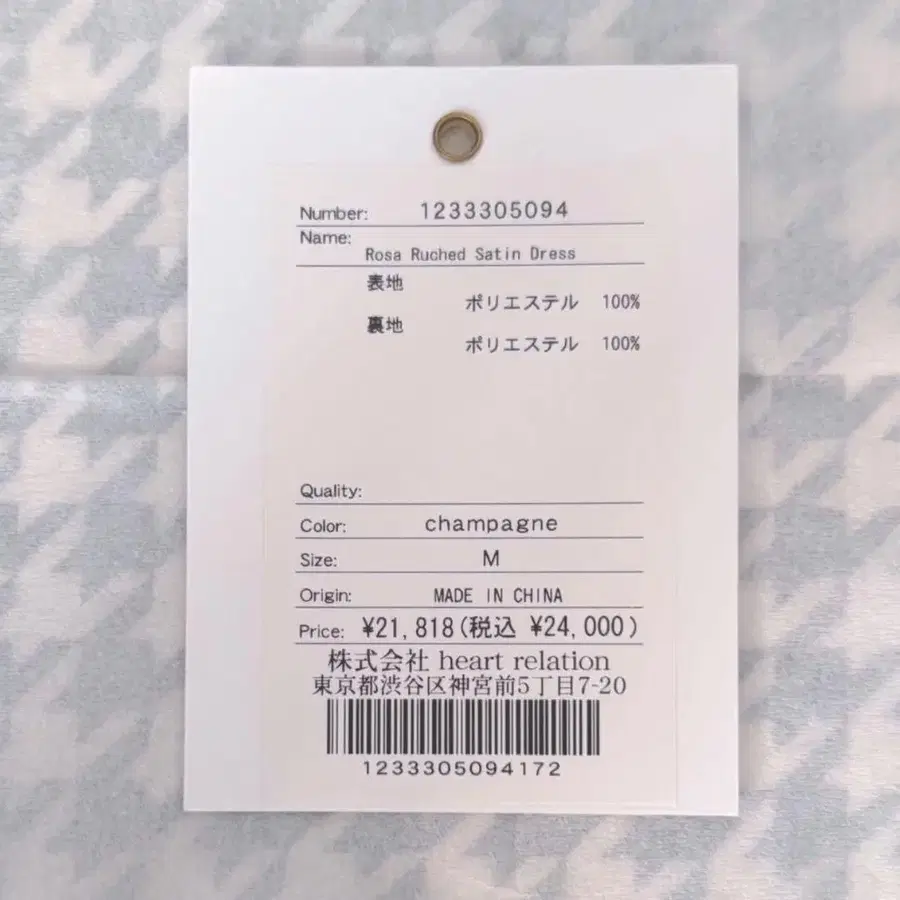 Number: 1233305094
Name:
Rosa Ruched Satin Dress
表地
ポリエステル 100%
裏地
ポリエステル 100%
Quality:
Color: champagne
Size: M
Origin: MADE IN CHINA
Price: ¥21,818(税込 ¥24,000)
株式会社 heart relation
東京都渋谷区神宮前5丁目7-20
1233305094172